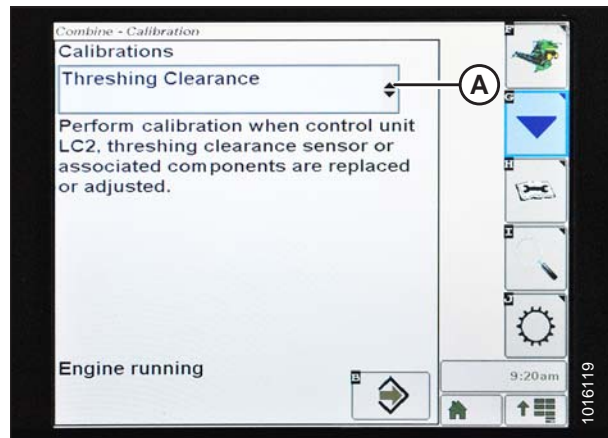 Combine - Calibration
Calibrations
Threshing Clearance
A
Perform calibration when control unit
LC2, threshing clearance sensor or
associated components are replaced
or adjusted.
Engine running
B
F
G
H
I
J
9:20am
1016119